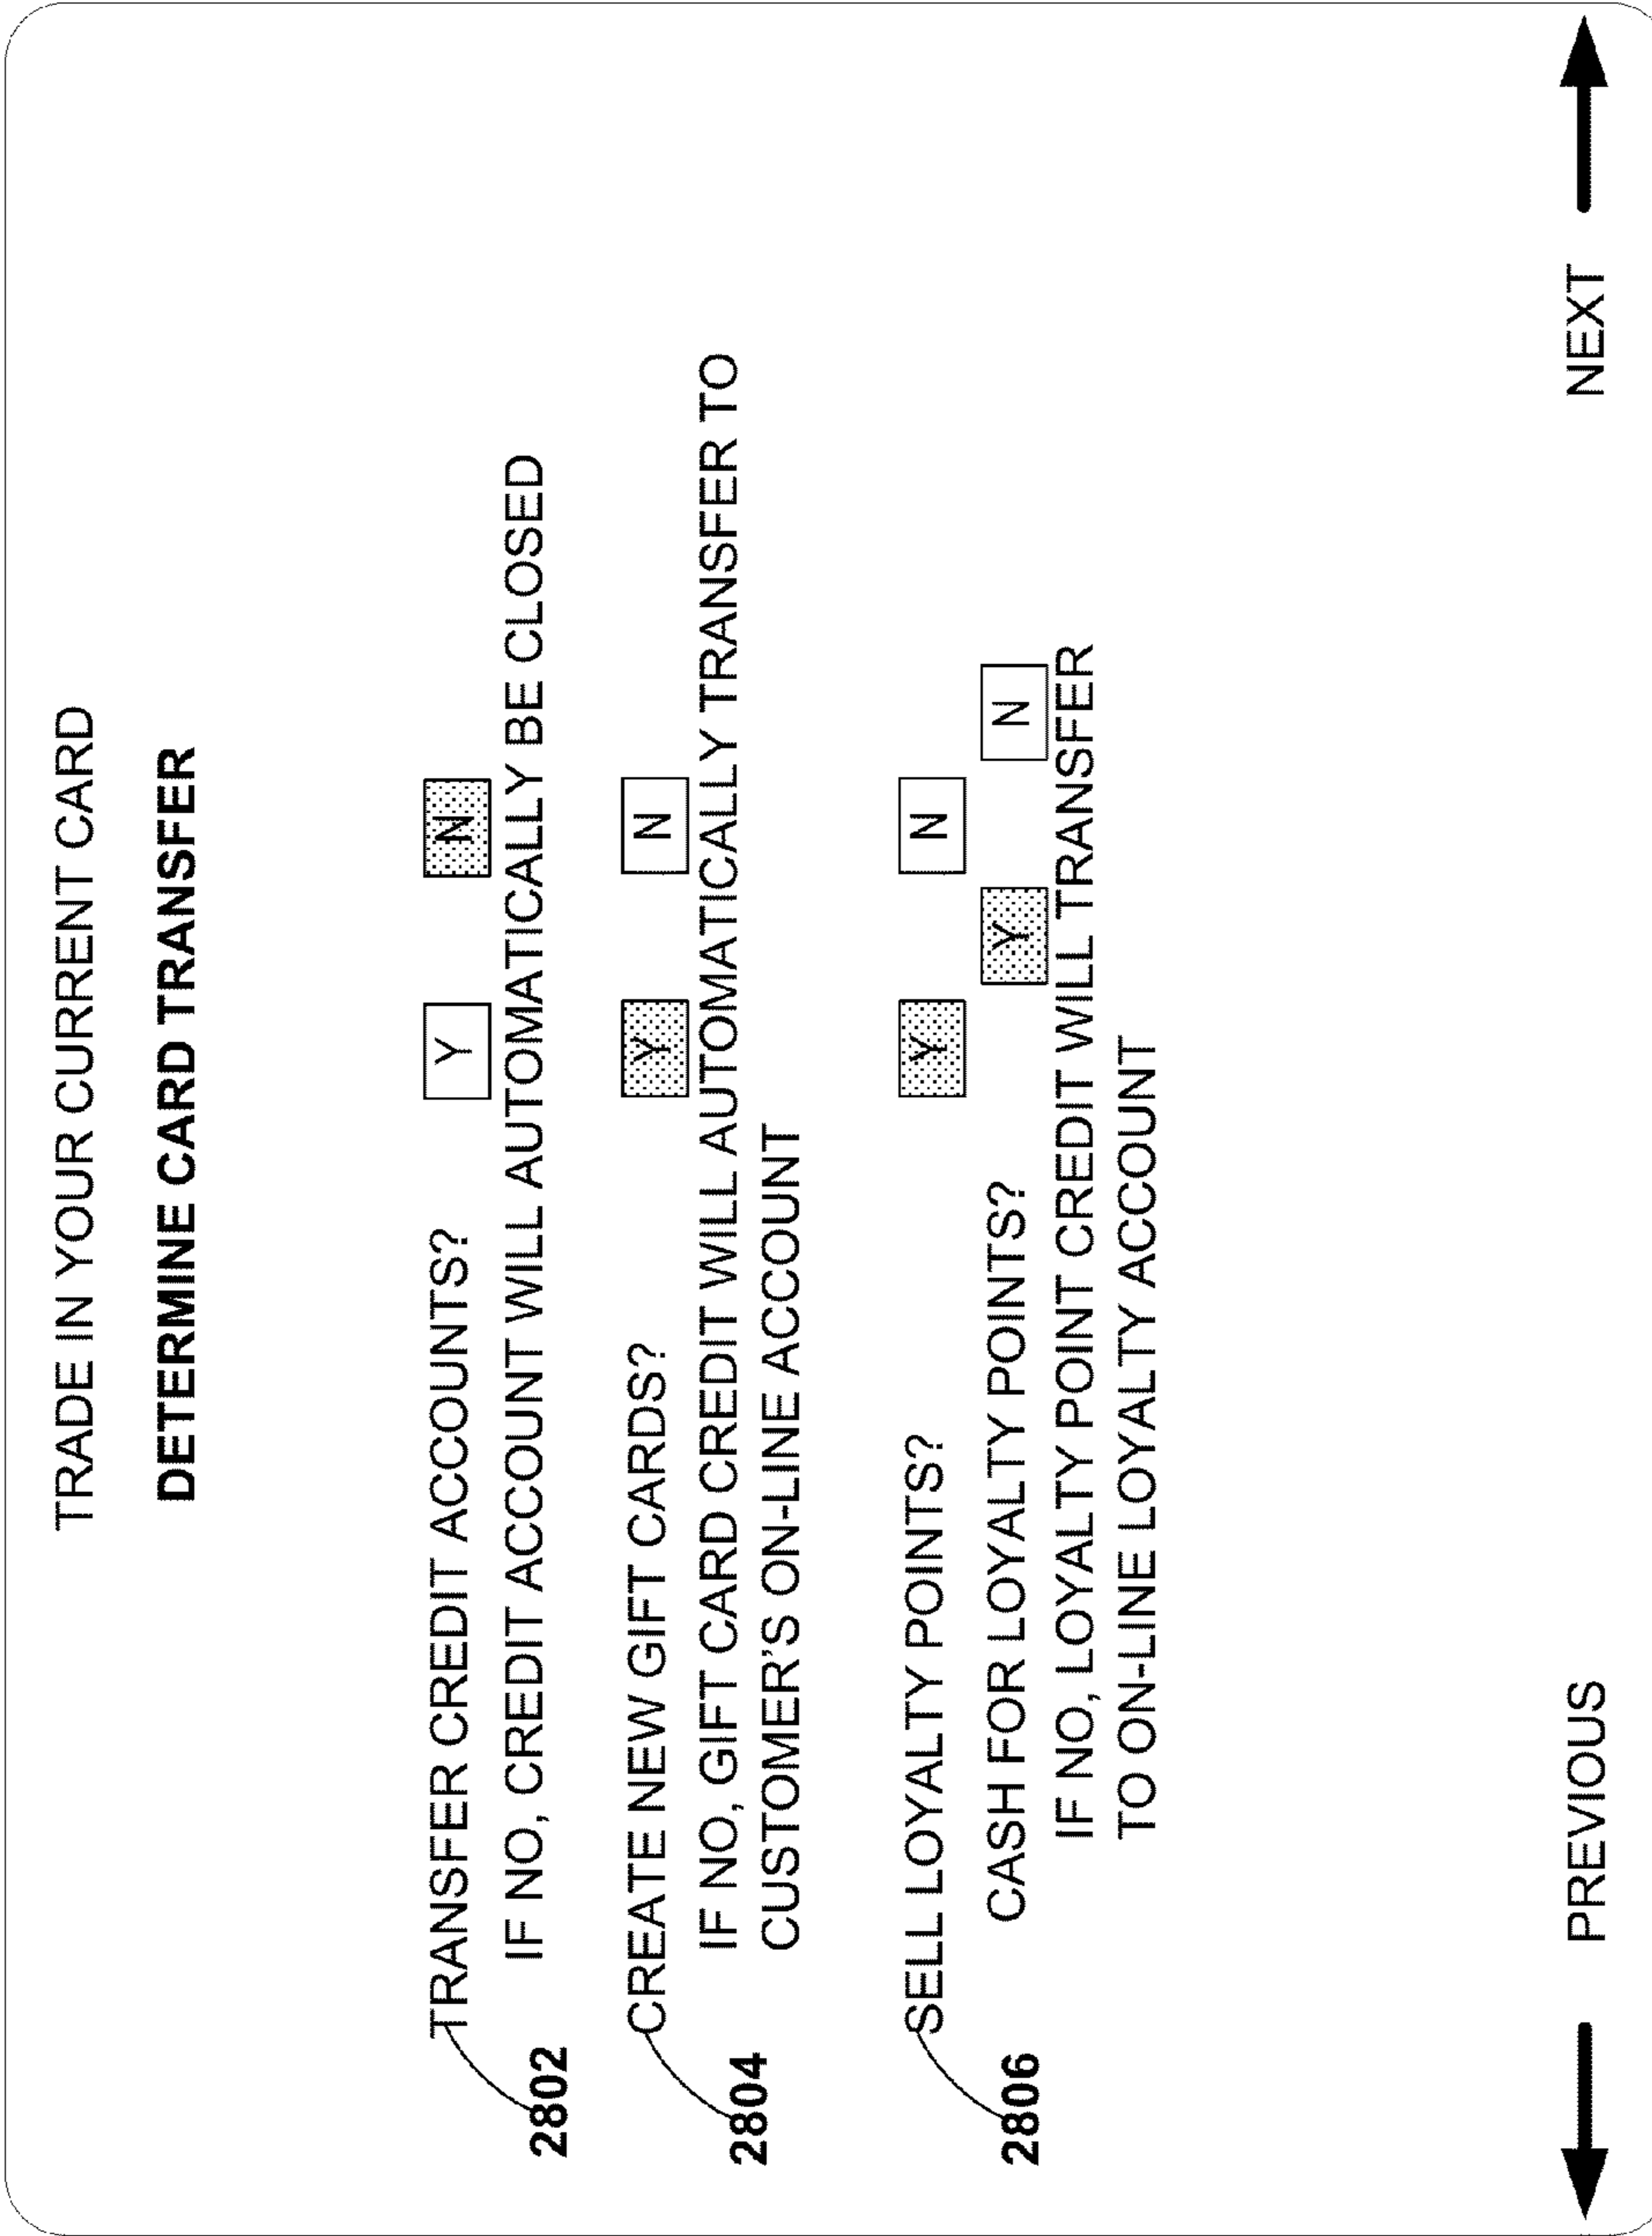 TRADE IN YOUR CURRENT CARD
DETERMINE CARD TRANSFER
TRANSFER CREDIT ACCOUNTS? Y N
IF NO, CREDIT ACCOUNT WILL AUTOMATICALLY BE CLOSED
2802
CREATE NEW GIFT CARDS? Y N
IF NO, GIFT CARD CREDIT WILL AUTOMATICALLY TRANSFER TO
2804
CUSTOMER'S ON-LINE ACCOUNT
SELL LOYALTY POINTS? Y N
CASH FOR LOYALTY POINTS? Y N
2806
IF NO, LOYALTY POINT CREDIT WILL TRANSFER
TO ON-LINE LOYALTY ACCOUNT
PREVIOUS NEXT